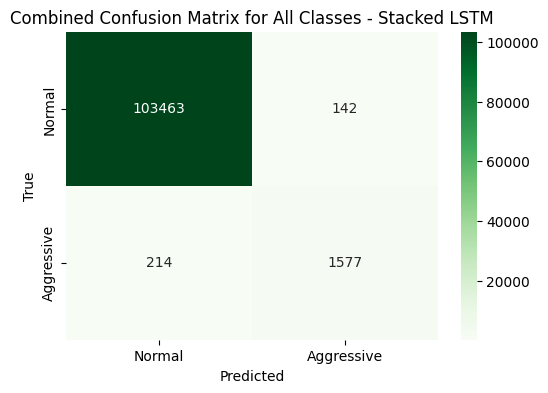 Combined Confusion Matrix for All Classes - Stacked LSTM
True
Normal
Aggressive
103463
142
214
1577
Normal
Aggressive
Predicted
100000
80000
60000
40000
20000